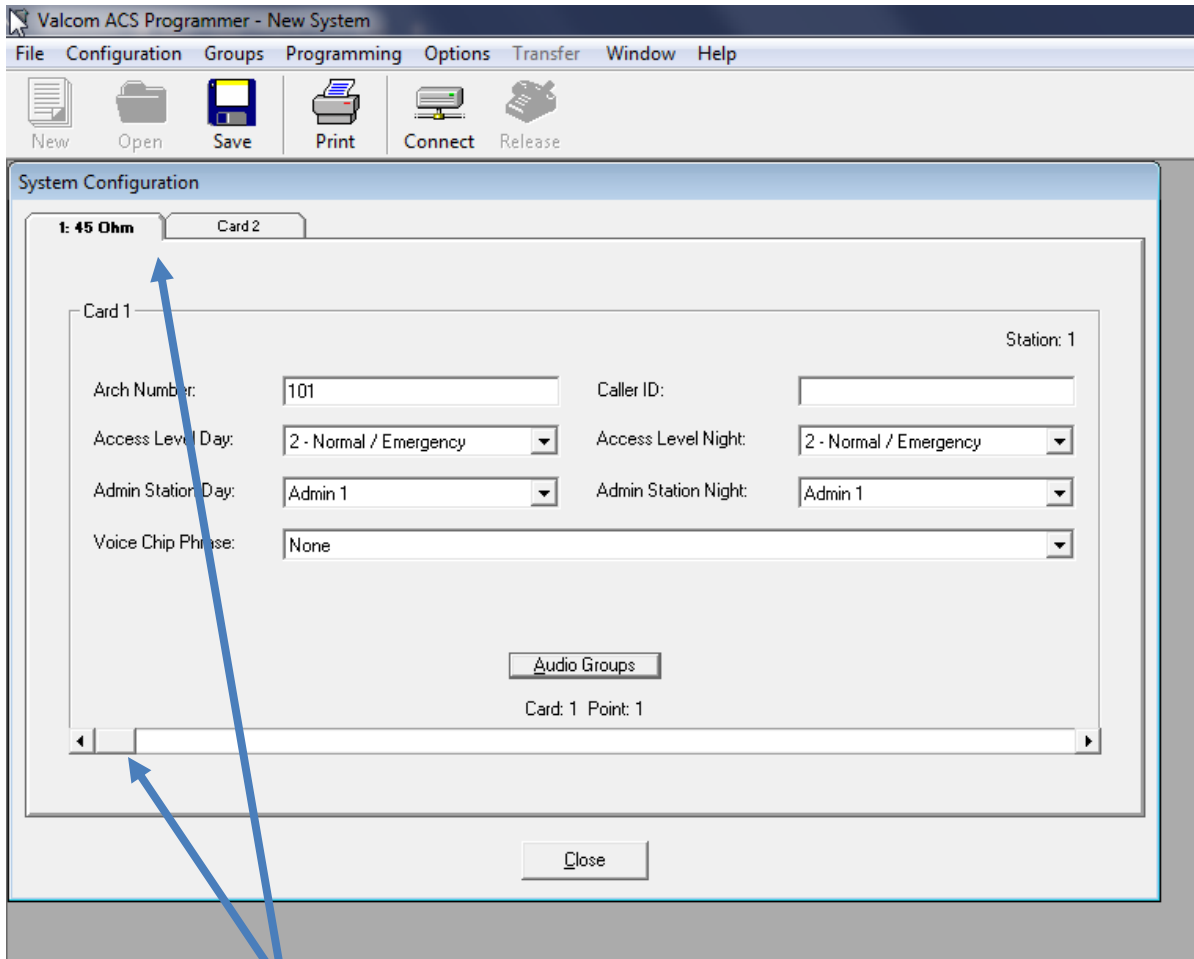 Valcom ACS Programmer - New System
File Configuration Groups Programming Options Transfer Window Help
New Open Save Print Connect Release
System Configuration
1: 45 Ohm Card 2
Card 1
Station: 1
Arch Number: 101 Caller ID:
Access Level Day: 2 - Normal / Emergency Access Level Night: 2 - Normal / Emergency
Admin Station Day: Admin 1 Admin Station Night: Admin 1
Voice Chip Phrase: None
Audio Groups
Card: 1 Point: 1
Close